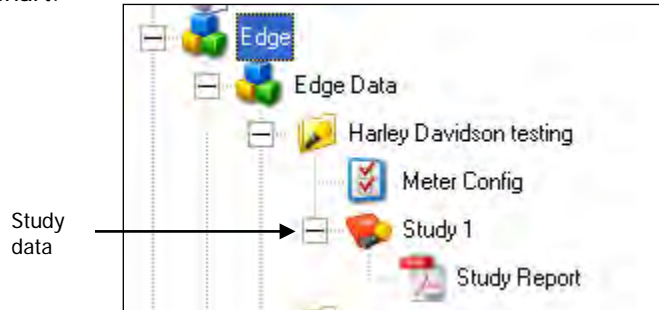 Edge
Edge Data
Harley Davidson testing
Meter Config
Study
data
Study 1
Study Report